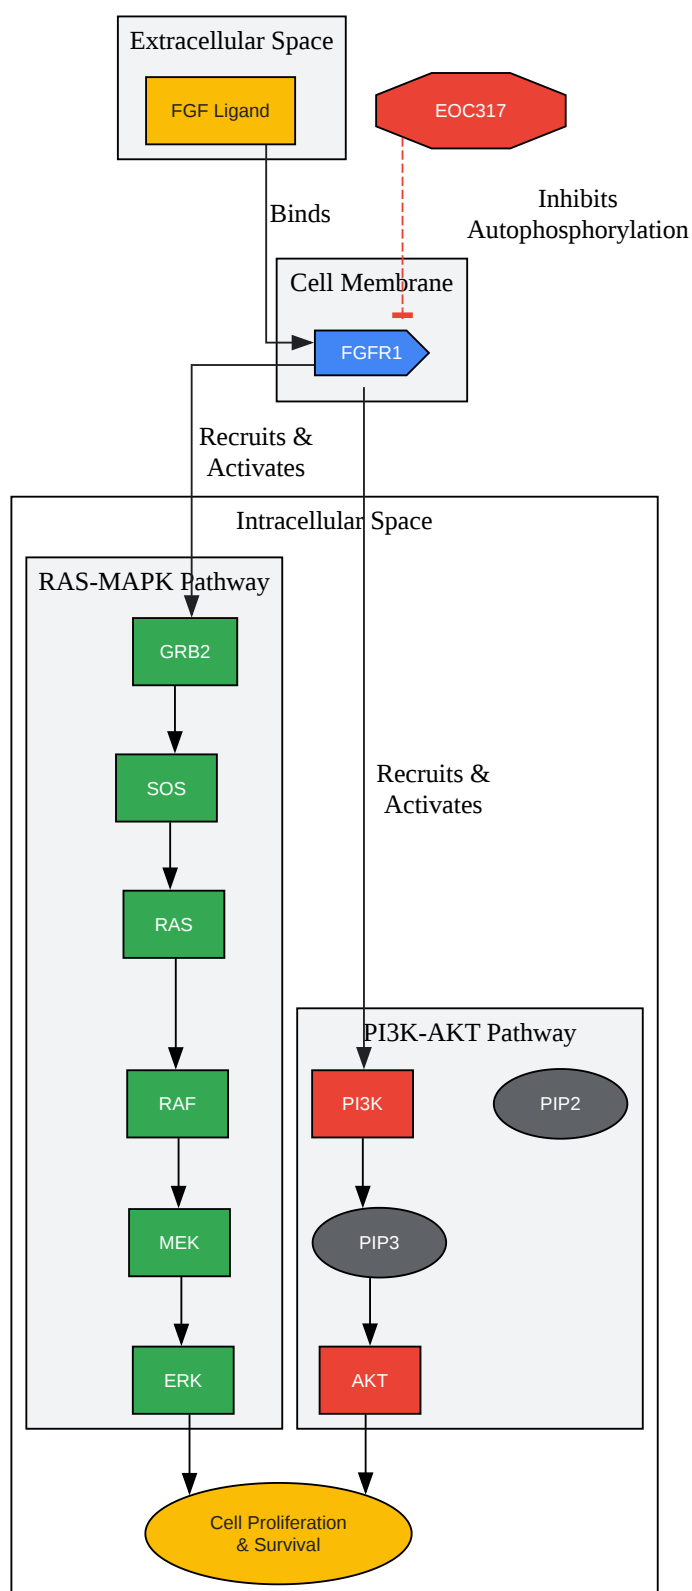 Extracellular Space
FGF Ligand
EOC317
Binds
Inhibits
Autophosphorylation
Cell Membrane
FGFR1
Recruits &
Activates
Intracellular Space
RAS-MAPK Pathway
GRB2
SOS
RAS
RAF
MEK
ERK
Recruits &
Activates
PI3K-AKT Pathway
PI3K
PIP2
PIP3
AKT
Cell Proliferation
& Survival